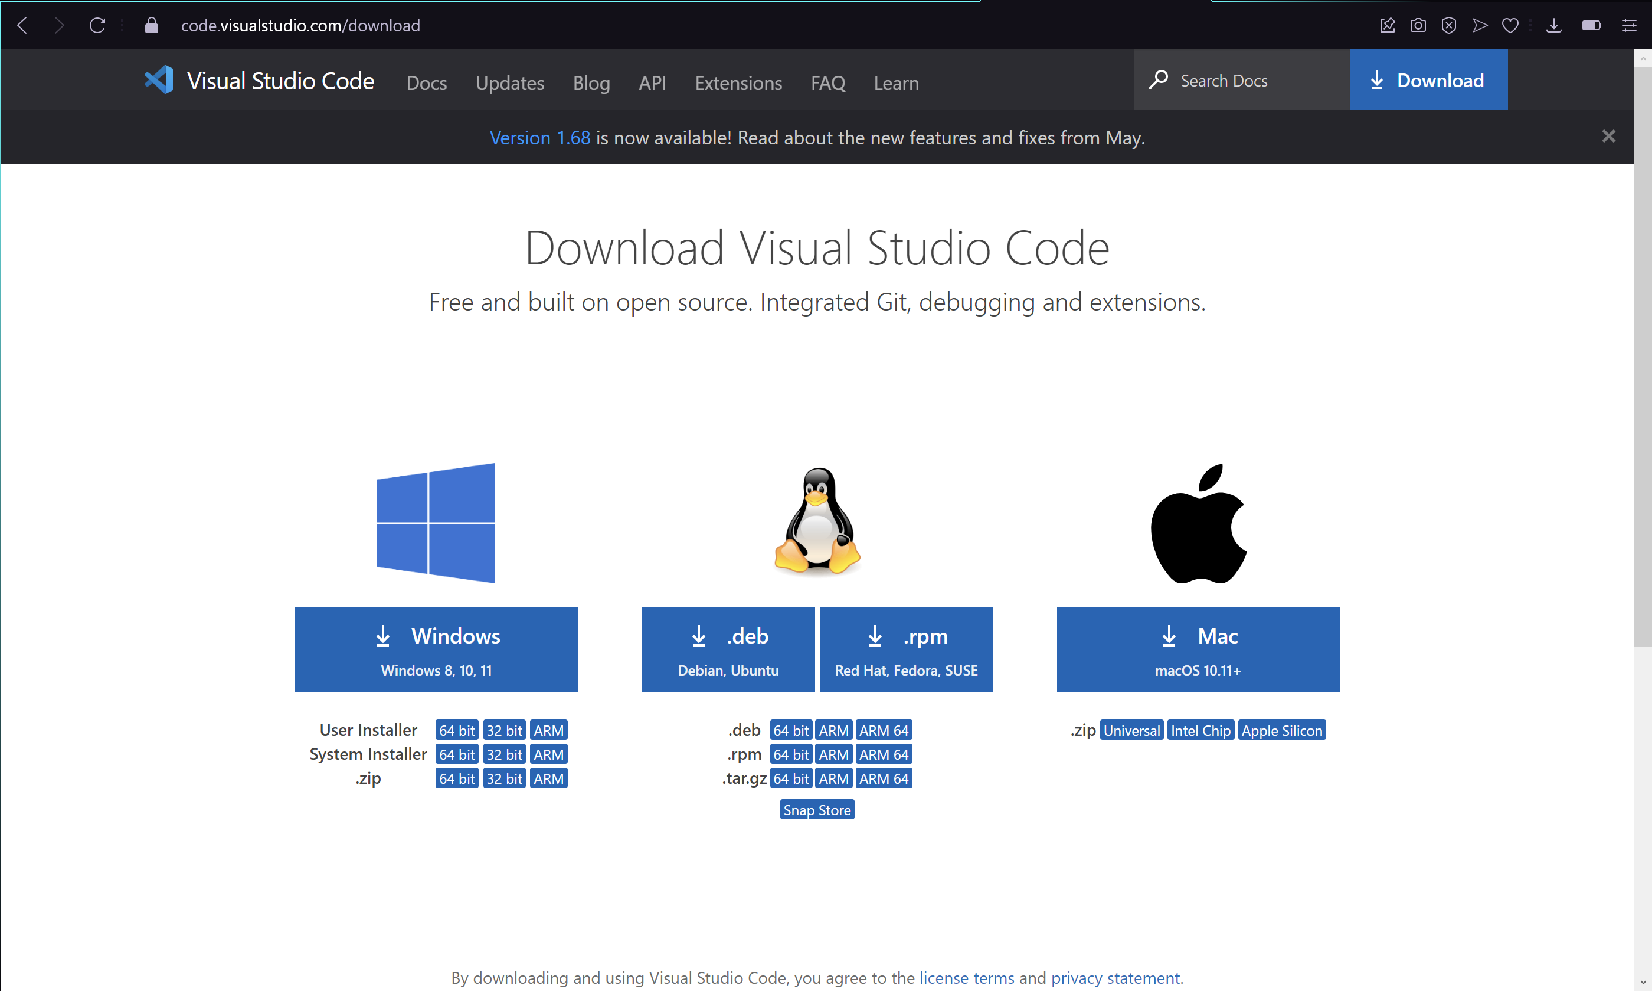 code.visualstudio.com/download
Visual Studio Code Docs Updates Blog API Extensions FAQ Learn Search Docs Download
Version 1.68 is now available! Read about the new features and fixes from May.
Download Visual Studio Code
Free and built on open source. Integrated Git, debugging and extensions.
Windows
Windows 8, 10, 11
.deb
Debian, Ubuntu
.rpm
Red Hat, Fedora, SUSE
Mac
macOS 10.11+
User Installer 64 bit 32 bit ARM
System Installer 64 bit 32 bit ARM
.zip 64 bit 32 bit ARM
.deb 64 bit ARM ARM 64
.rpm 64 bit ARM ARM 64
.tar.gz 64 bit ARM ARM 64
Snap Store
.zip Universal Intel Chip Apple Silicon
By downloading and using Visual Studio Code, you agree to the license terms and privacy statement.